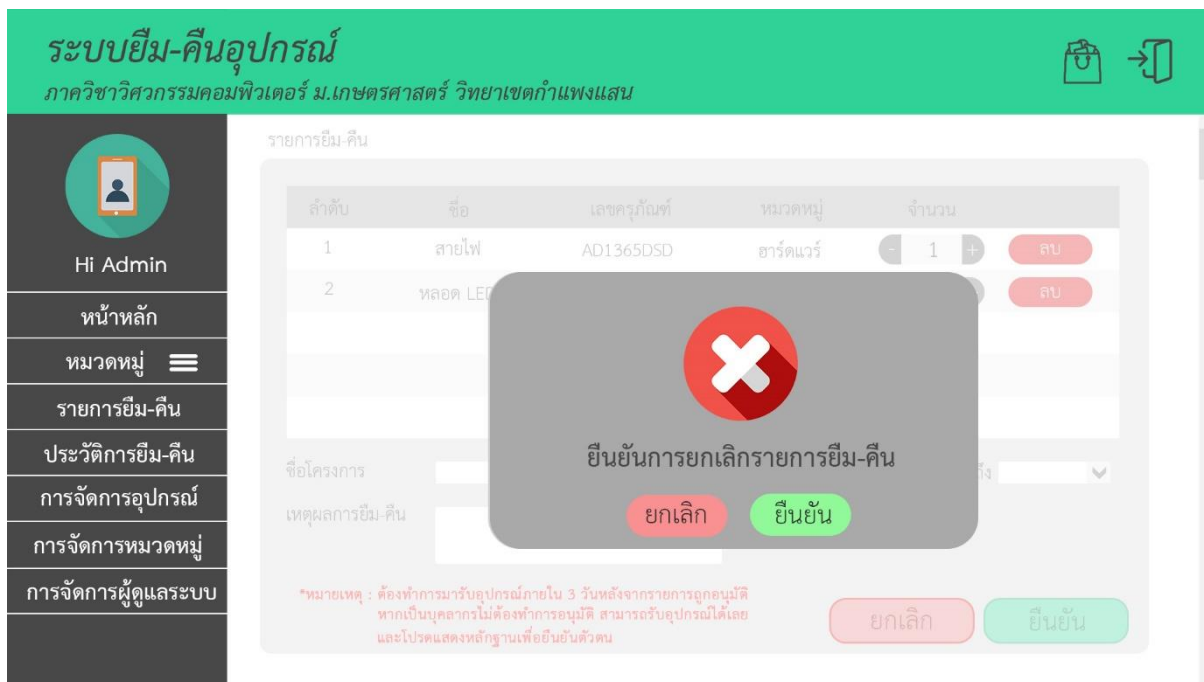 ระบบยืม-คืนอุปกรณ์
ภาควิชาวิศวกรรมคอมพิวเตอร์ ม.เกษตรศาสตร์ วิทยาเขตกำแพงแสน
Hi Admin
หน้าหลัก
หมวดหมู่
รายการยืม-คืน
ประวัติการยืม-คืน
การจัดการอุปกรณ์
การจัดการหมวดหมู่
การจัดการผู้ดูแลระบบ
รายการยืม-คืน
ลำดับ ชื่อ เลขครุภัณฑ์ หมวดหมู่ จำนวน
1 สายไฟ AD1365DSD ฮาร์ดแวร์ - 1 + ลบ
2 หลอด LED ลบ
ยืนยันการยกเลิกรายการยืม-คืน
ยกเลิก ยืนยัน
ชื่อโครงการ
เหตุผลการยืม-คืน
*หมายเหตุ : ต้องทำการมารับอุปกรณ์ภายใน 3 วันหลังจากรายการถูกอนุมัติ
หากเป็นบุคลากรไม่ต้องทำการอนุมัติ สามารถรับอุปกรณ์ได้เลย
และโปรดแสดงหลักฐานเพื่อยืนยันตัวตน
ยกเลิก ยืนยัน